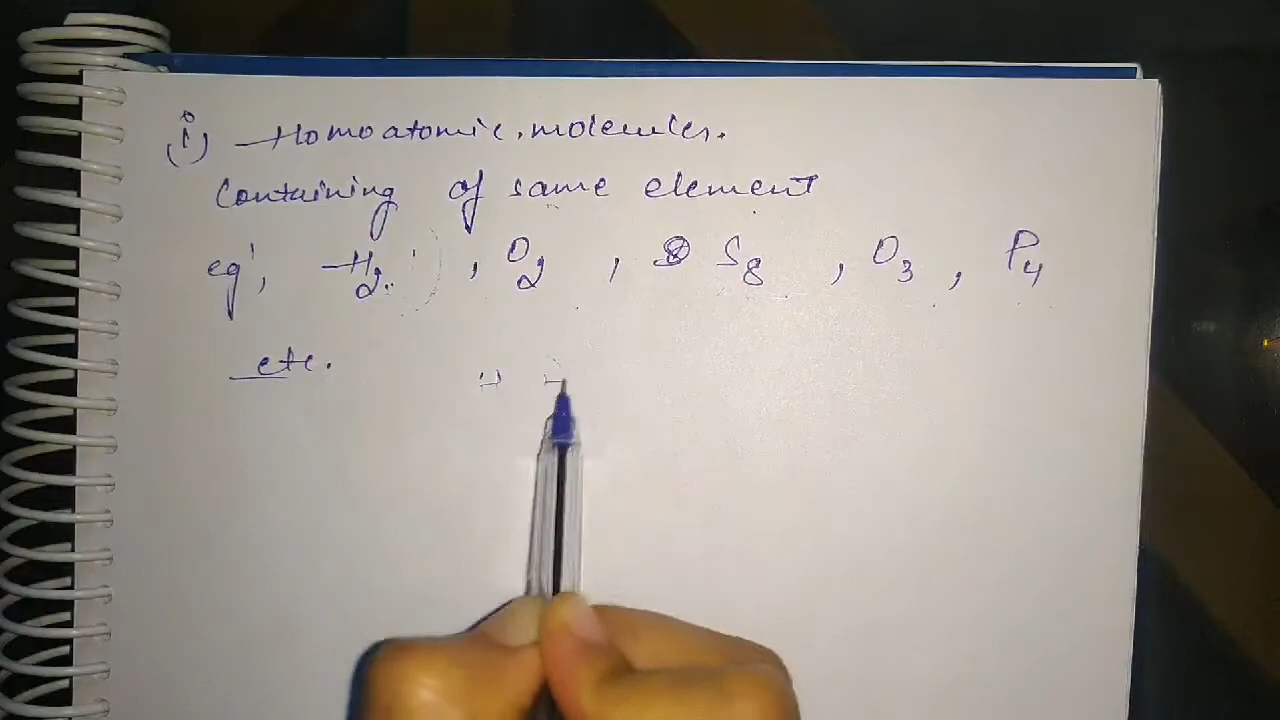 (i) Homoatomic molecules.
Containing of same element
eg', H2, O2, S8, O3, P4
etc.
H